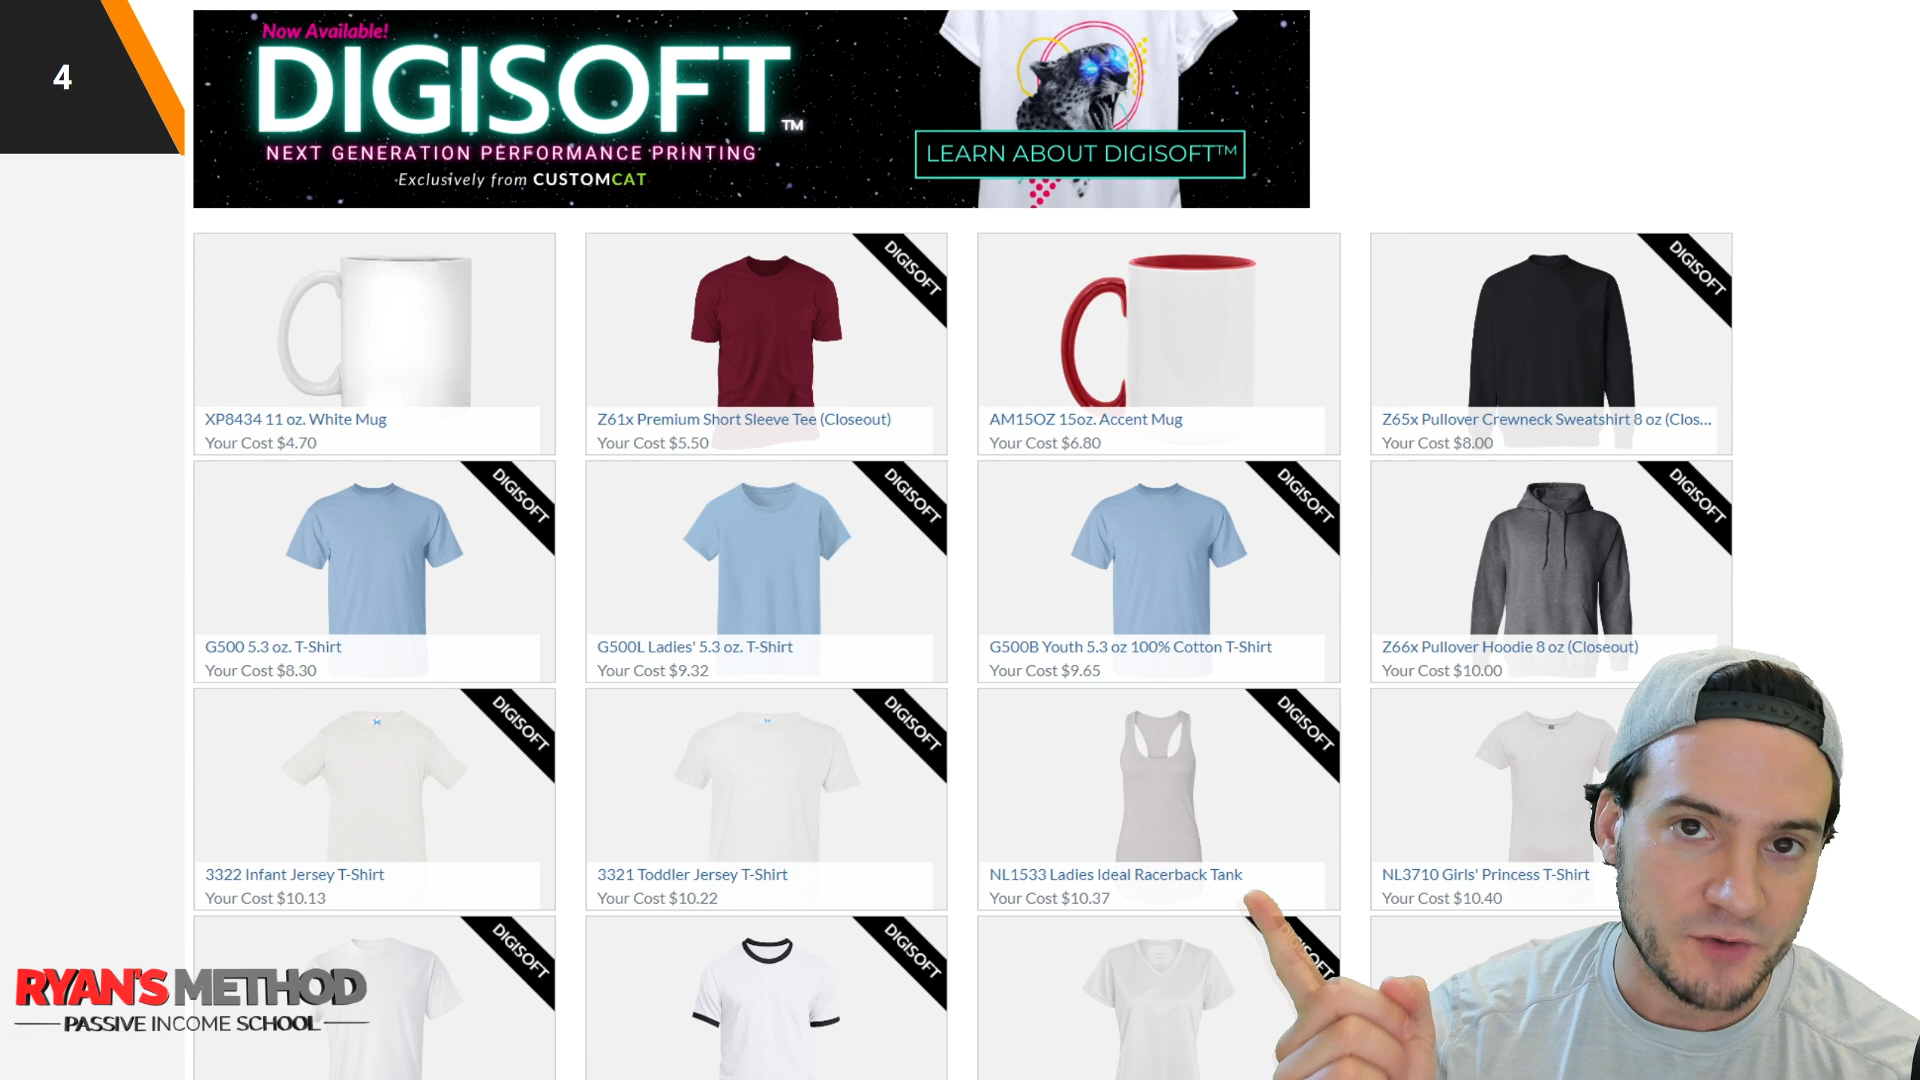 4
Now Available!
DIGISOFT™
NEXT GENERATION PERFORMANCE PRINTING
Exclusively from CUSTOMCAT
LEARN ABOUT DIGISOFT™
XP8434 11 oz. White Mug
Your Cost $4.70
DIGISOFT
Z61x Premium Short Sleeve Tee (Closeout)
Your Cost $5.50
AM15OZ 15oz. Accent Mug
Your Cost $6.80
DIGISOFT
Z65x Pullover Crewneck Sweatshirt 8 oz (Clos...
Your Cost $8.00
DIGISOFT
G500 5.3 oz. T-Shirt
Your Cost $8.30
DIGISOFT
G500L Ladies' 5.3 oz. T-Shirt
Your Cost $9.32
DIGISOFT
G500B Youth 5.3 oz 100% Cotton T-Shirt
Your Cost $9.65
DIGISOFT
Z66x Pullover Hoodie 8 oz (Closeout)
Your Cost $10.00
DIGISOFT
3322 Infant Jersey T-Shirt
Your Cost $10.13
DIGISOFT
3321 Toddler Jersey T-Shirt
Your Cost $10.22
DIGISOFT
NL1533 Ladies Ideal Racerback Tank
Your Cost $10.37
NL3710 Girls' Princess T-Shirt
Your Cost $10.40
DIGISOFT
DIGISOFT
DIGISOFT
RYAN'S METHOD
PASSIVE INCOME SCHOOL